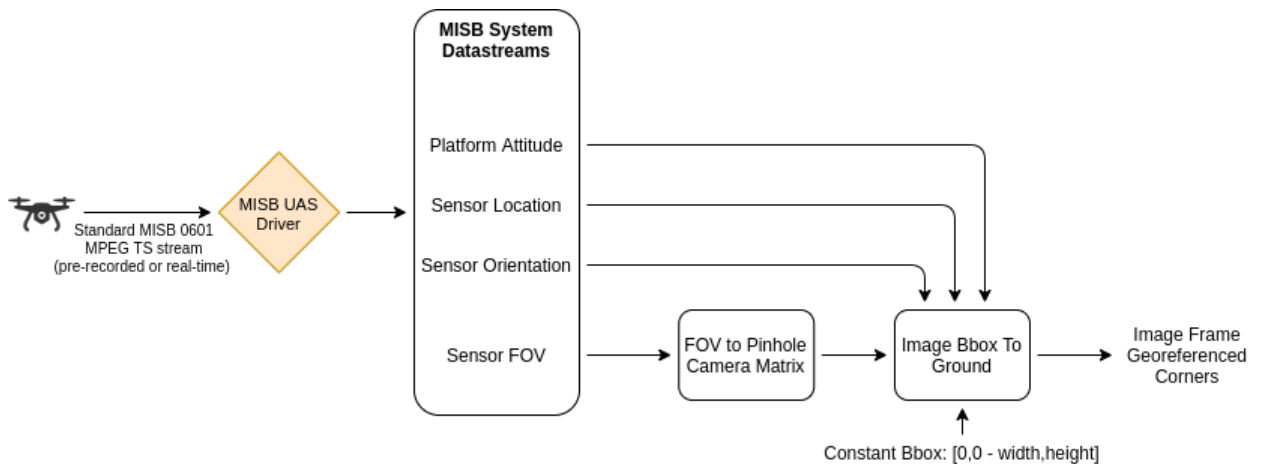 MISB System
Datastreams
Platform Attitude
MISB UAS
Driver
Sensor Location
Standard MISB 0601
MPEG TS stream
(pre-recorded or real-time)
Sensor Orientation
Sensor FOV
FOV to Pinhole
Camera Matrix
Image Bbox To
Ground
Image Frame
Georeferenced
Corners
Constant Bbox: [0,0 - width,height]